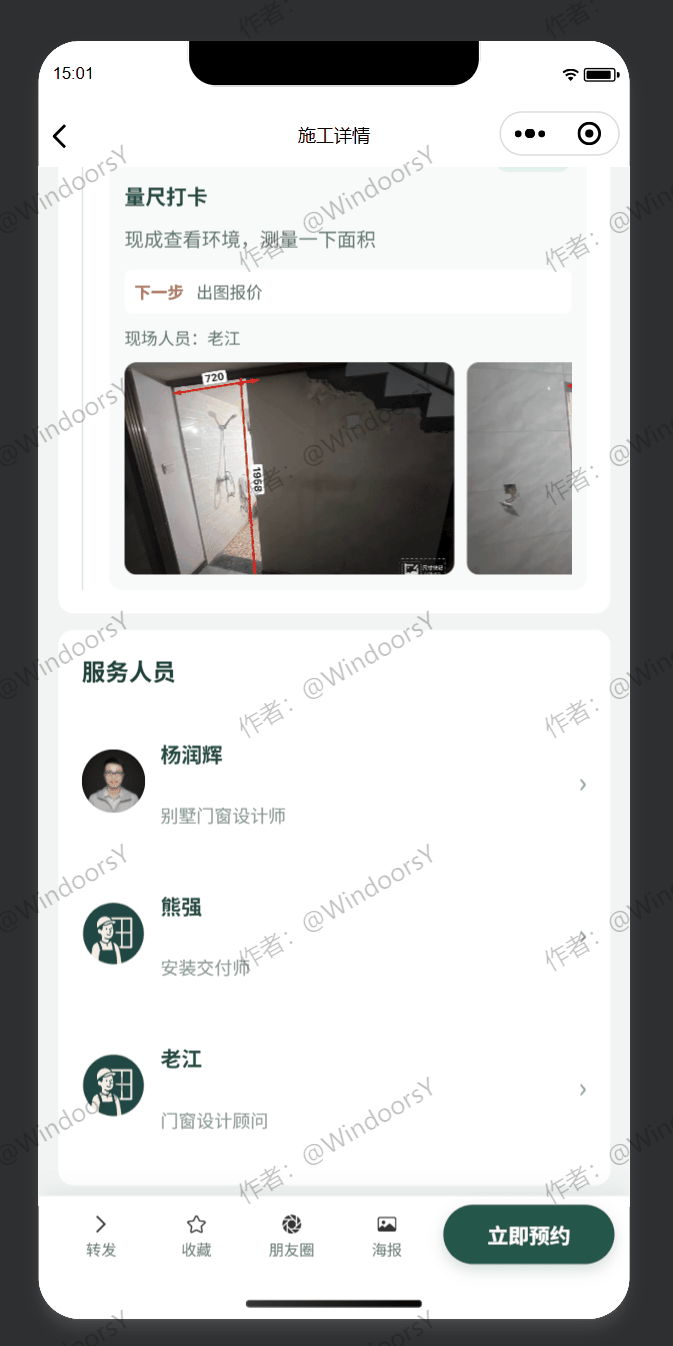 15:01
施工详情
量尺打卡
现成查看环境，测量一下面积
下一步 出图报价
现场人员：老江
720
1958
服务人员
杨润辉
别墅门窗设计师
熊强
安装交付师
老江
门窗设计顾问
转发
收藏
朋友圈
海报
立即预约
作者：@WindoorsY